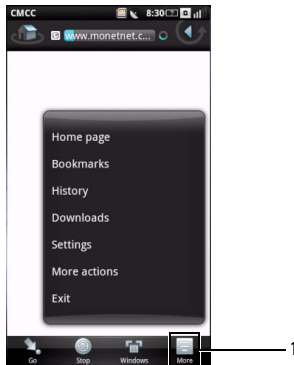 CMCC 8:30
www.monetnet.c...
Home page
Bookmarks
History
Downloads
Settings
More actions
Exit
Go Stop Windows More
1